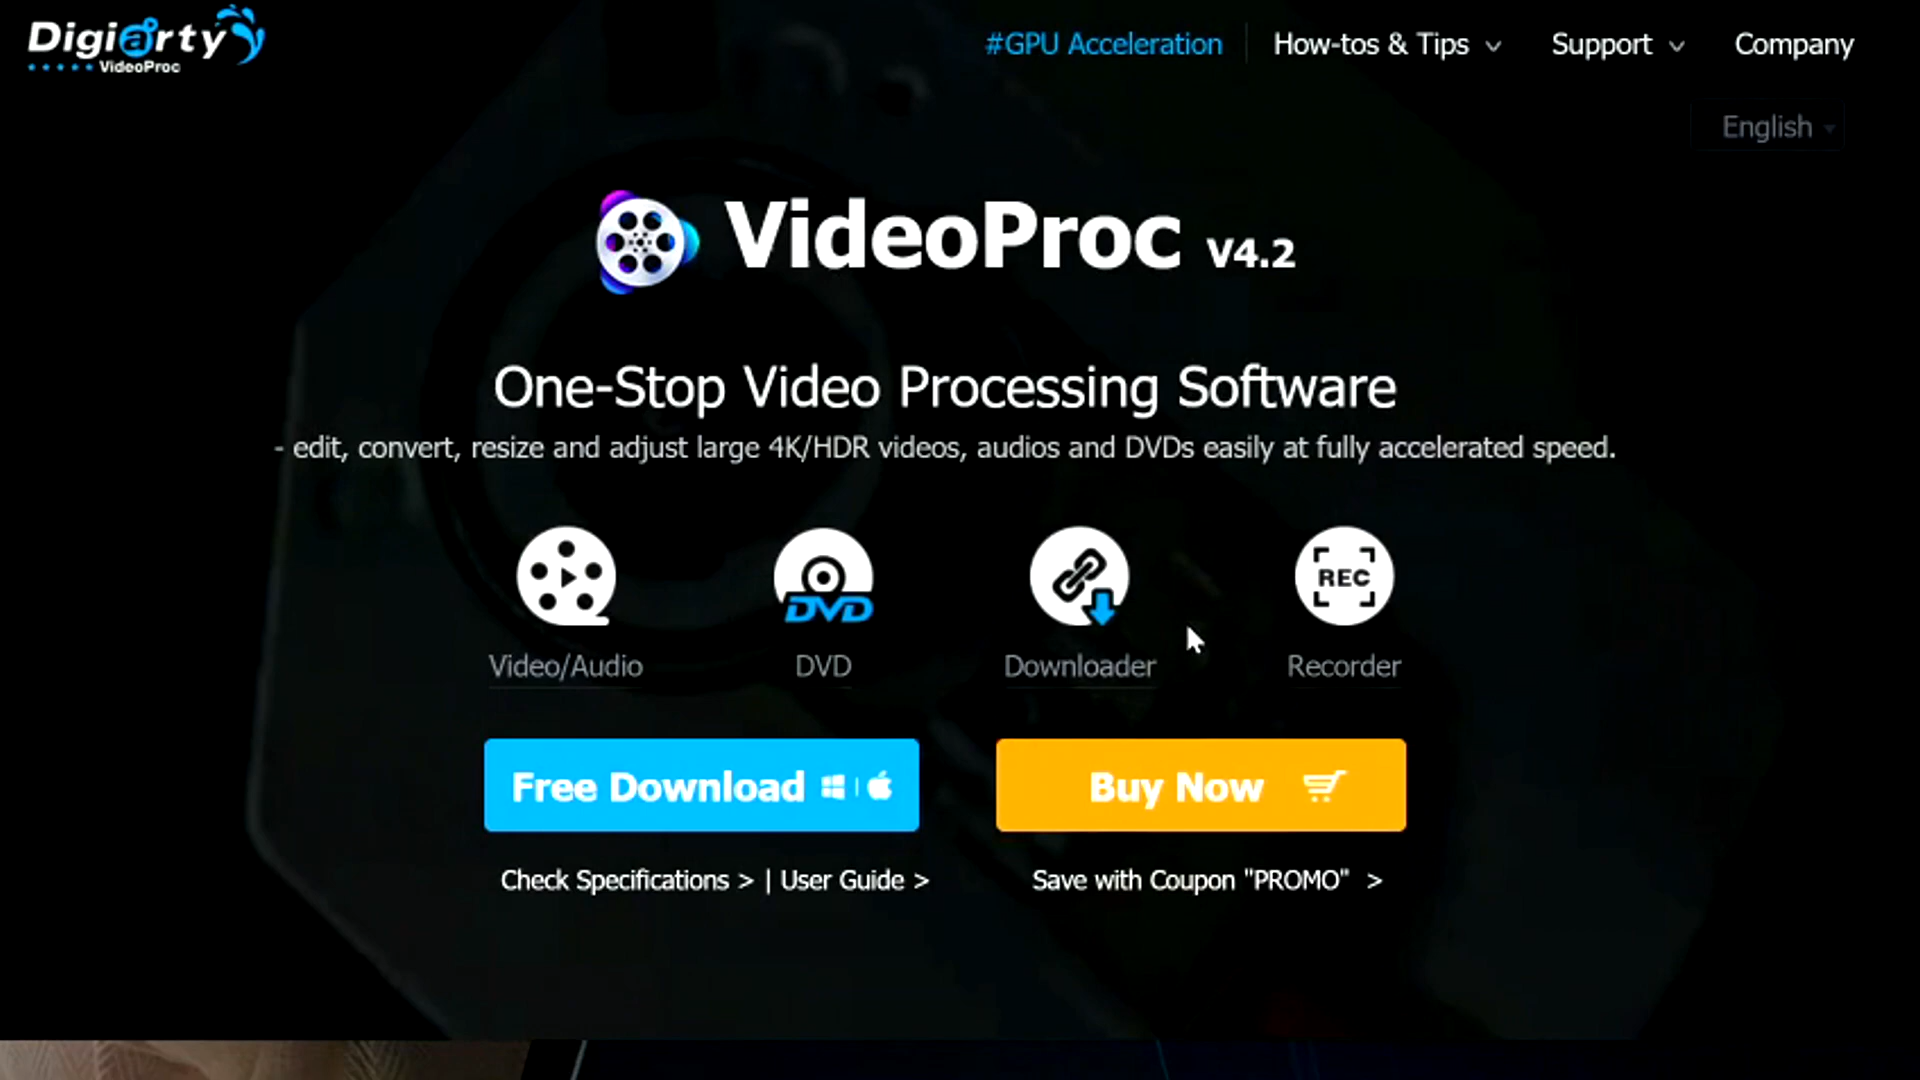 Digiarty
VideoProc
#GPU Acceleration
How-tos & Tips
Support
Company
English
VideoProc V4.2
One-Stop Video Processing Software
- edit, convert, resize and adjust large 4K/HDR videos, audios and DVDs easily at fully accelerated speed.
DVD
REC
Video/Audio
DVD
Downloader
Recorder
Free Download
Buy Now
Check Specifications > | User Guide >
Save with Coupon "PROMO" >